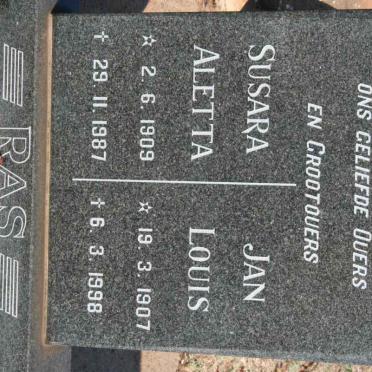 ONS GELIEFDE OUERS
EN GROOTOUERS
SUSARA
ALETTA
☆ 2. 6. 1909
✝ 29. 11. 1987
JAN
LOUIS
☆ 19. 3. 1907
✝ 6. 3. 1998
RAS